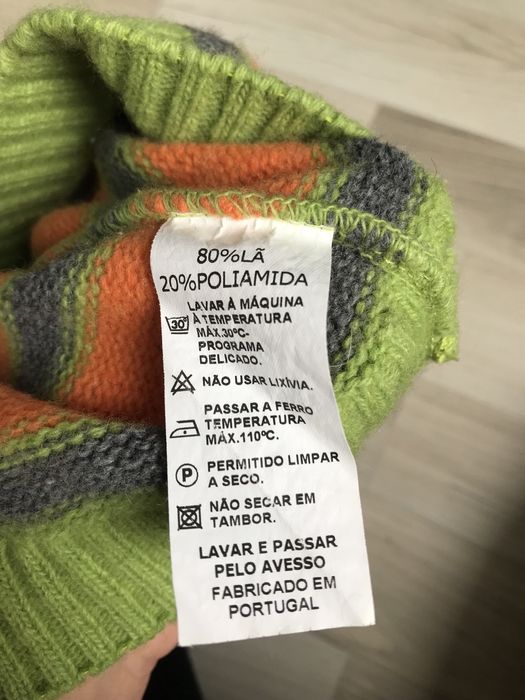 80%LÃ
20%POLIAMIDA
LAVAR À MÁQUINA
30° À TEMPERATURA
MÁX.30ºC-
PROGRAMA
DELICADO.
NÃO USAR LIXÍVIA.
PASSAR A FERRO
TEMPERATURA
MÁX.110ºC.
P PERMITIDO LIMPAR
A SECO.
NÃO SECAR EM
TAMBOR.
LAVAR E PASSAR
PELO AVESSO
FABRICADO EM
PORTUGAL